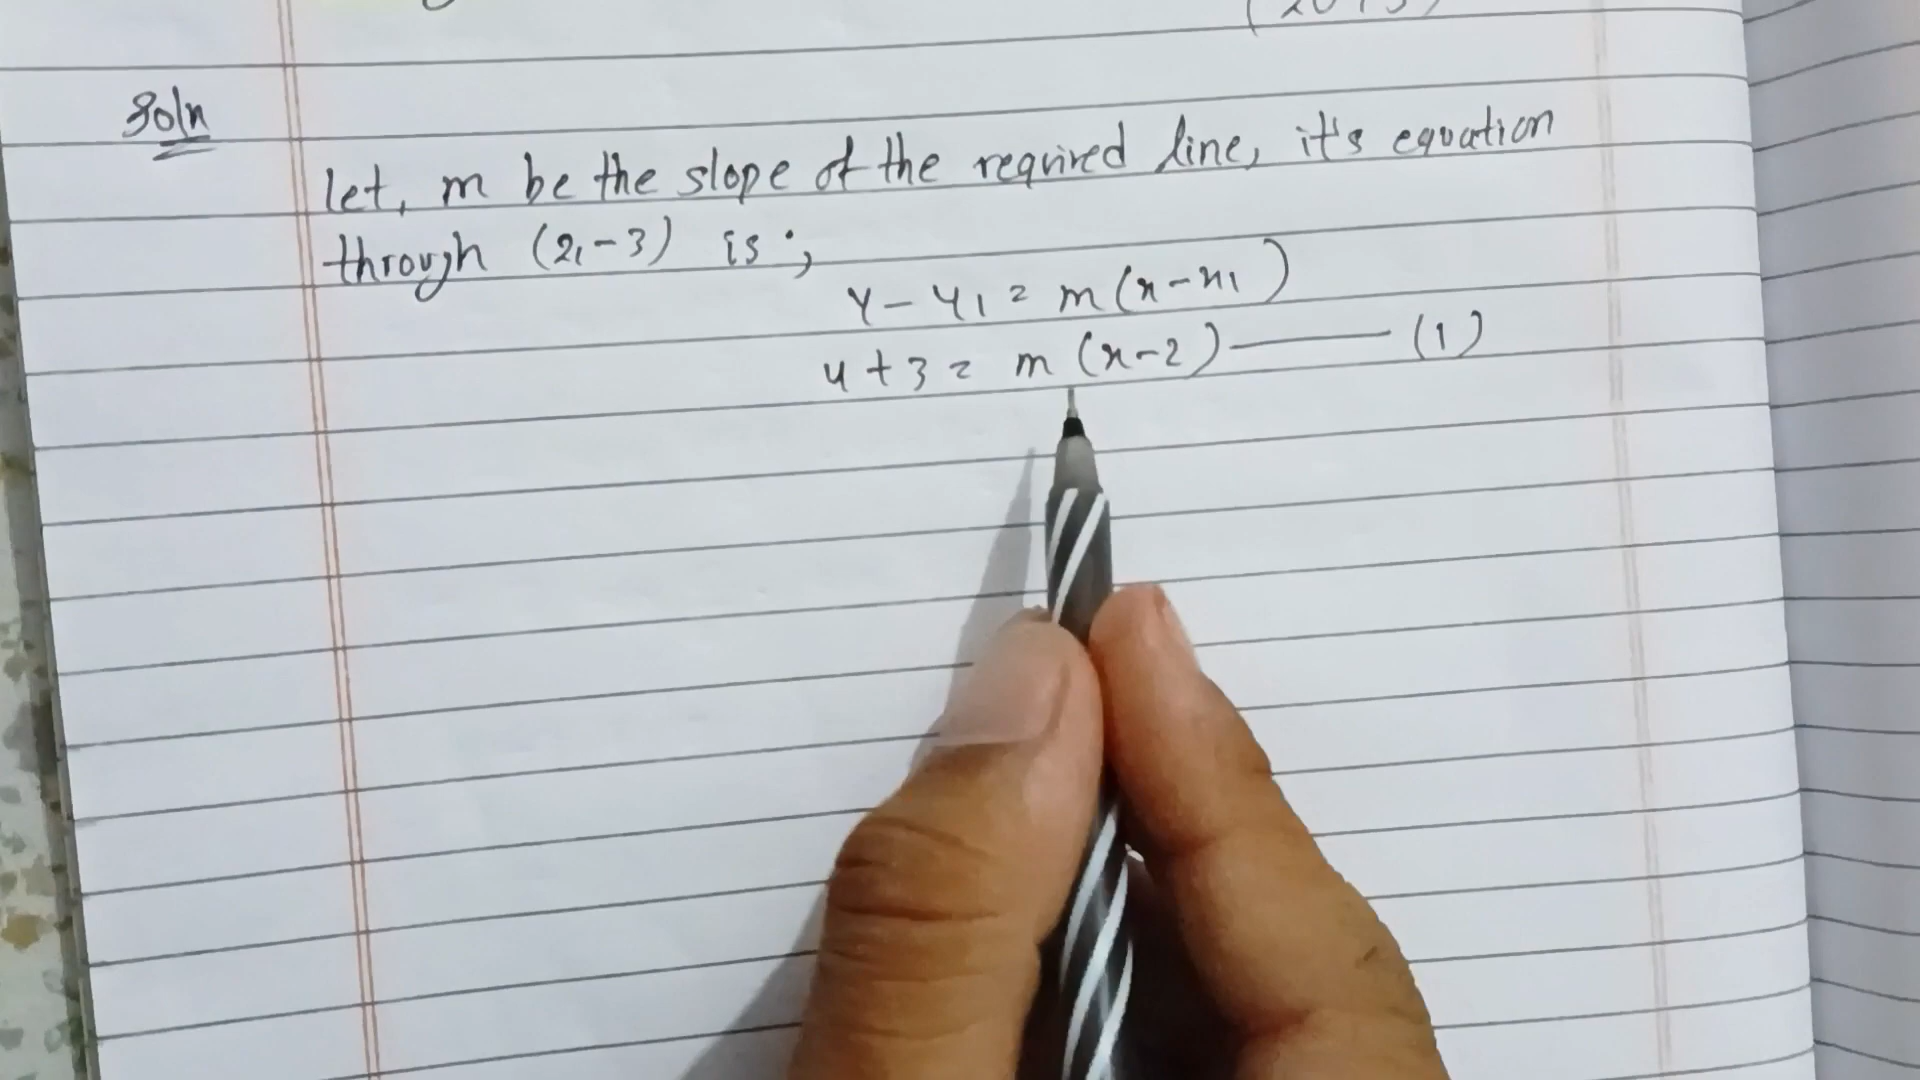 Soln
let, m be the slope of the required line, it's equation
through (2,-3) is ;
y - y1 = m(x-x1)
y + 3 = m (x-2) —— (1)